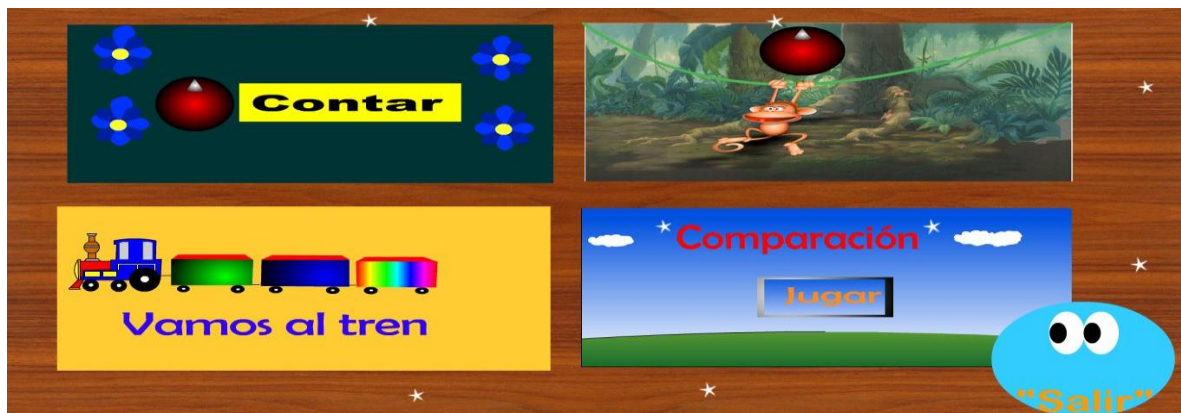 Contar
Vamos al tren
Comparación
Jugar
"Salir"